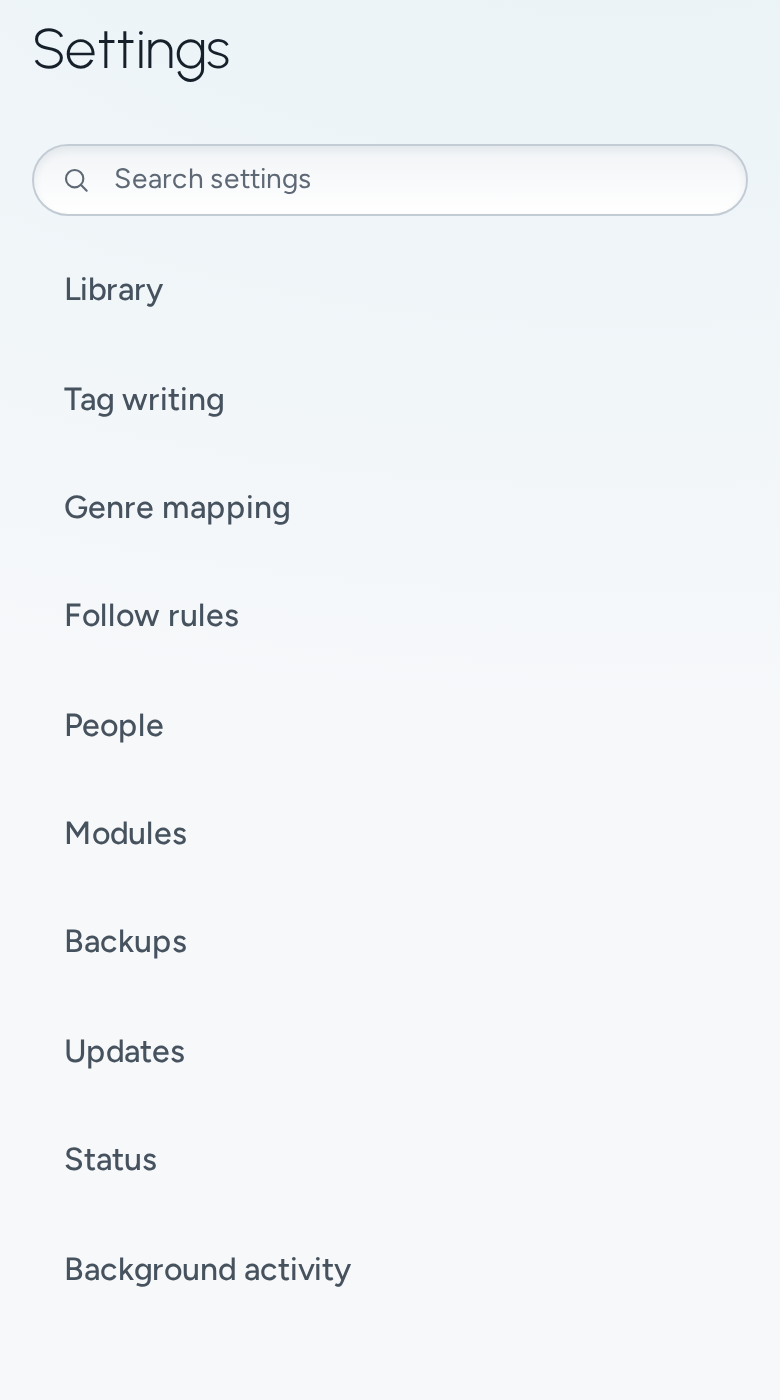 Settings
Search settings
Library
Tag writing
Genre mapping
Follow rules
People
Modules
Backups
Updates
Status
Background activity